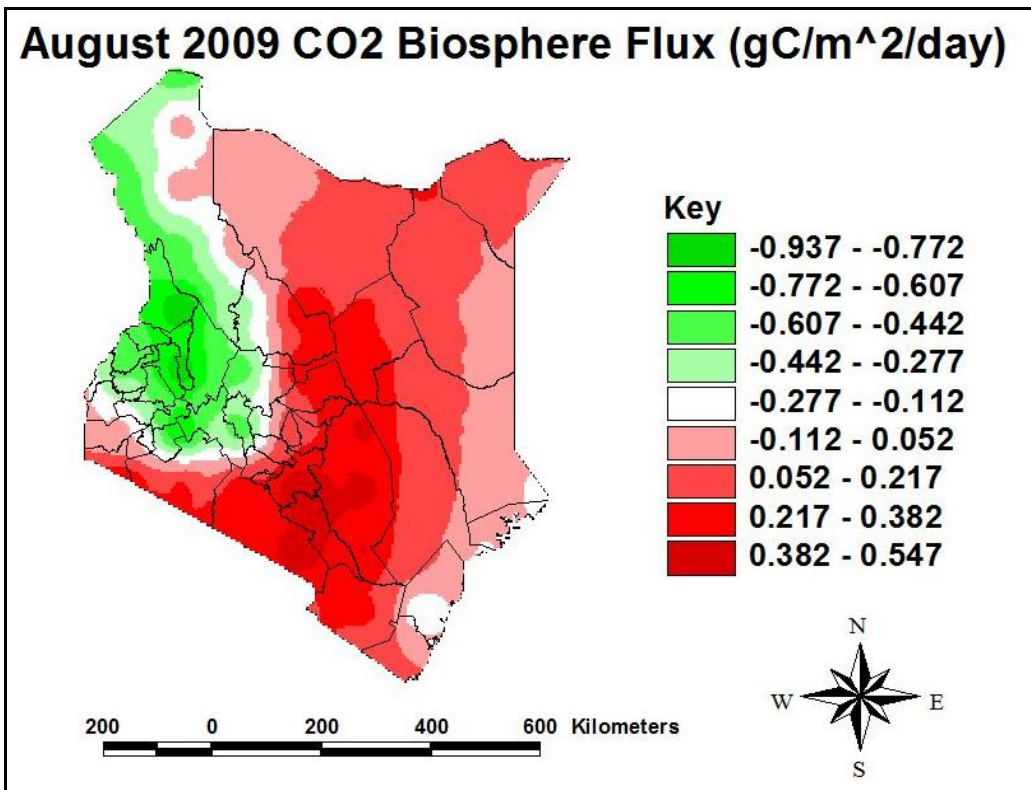 August 2009 CO2 Biosphere Flux (gC/m^2/day)
Key
-0.937 - -0.772
-0.772 - -0.607
-0.607 - -0.442
-0.442 - -0.277
-0.277 - -0.112
-0.112 - 0.052
0.052 - 0.217
0.217 - 0.382
0.382 - 0.547
N
W E
S
200 0 200 400 600 Kilometers